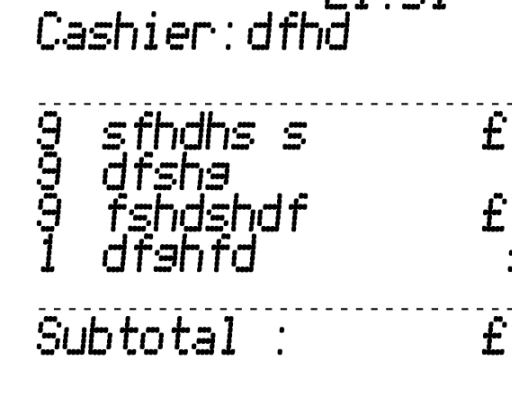 Cashier:dfhd
9 sfhdhs s £
9 dfshg
9 fshdshdf £
1 dfghfd
Subtotal : £